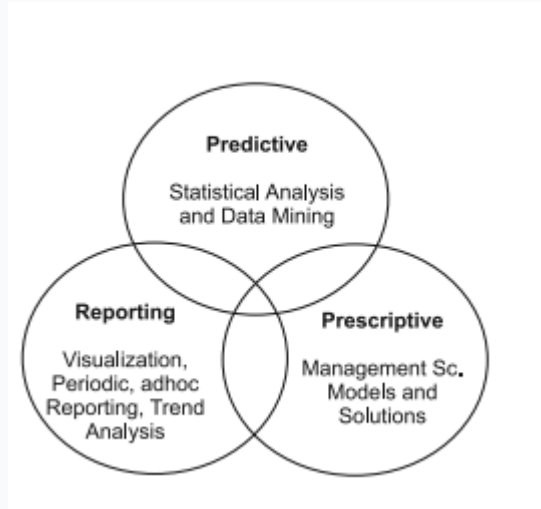 Predictive
Statistical Analysis
and Data Mining
Reporting
Visualization,
Periodic, adhoc
Reporting, Trend
Analysis
Prescriptive
Management Sc.
Models and
Solutions